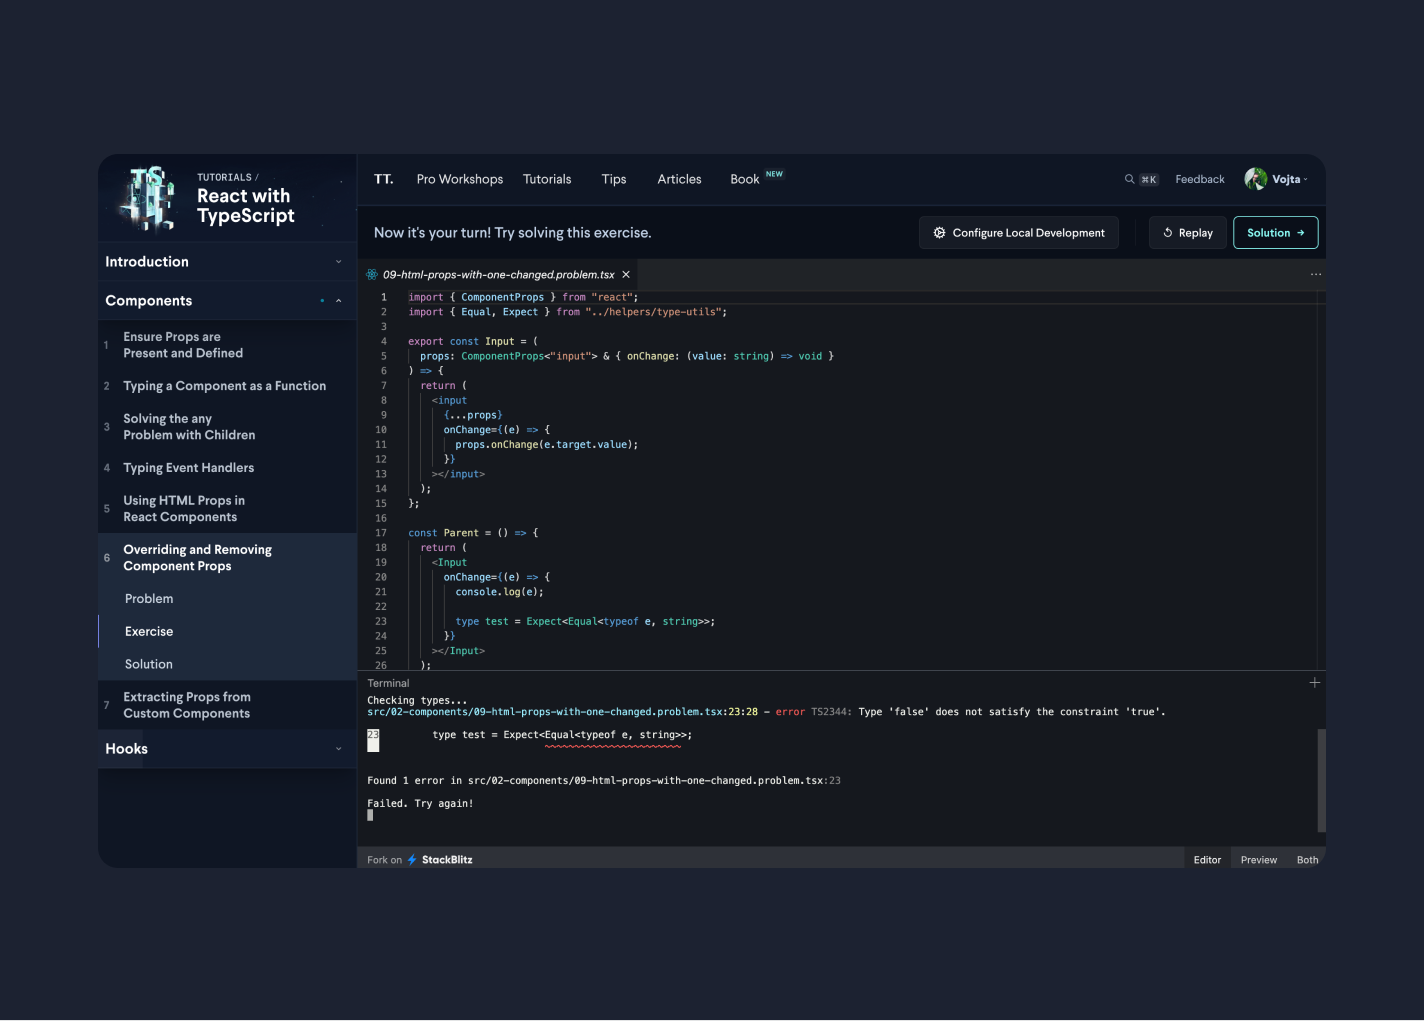 TS
TUTORIALS /
React with
TypeScript
Introduction
Components
1 Ensure Props are
Present and Defined
2 Typing a Component as a Function
3 Solving the any
Problem with Children
4 Typing Event Handlers
5 Using HTML Props in
React Components
6 Overriding and Removing
Component Props
Problem
Exercise
Solution
7 Extracting Props from
Custom Components
Hooks
TT. Pro Workshops Tutorials Tips Articles Book NEW ⌘K Feedback Vojta
Now it's your turn! Try solving this exercise. Configure Local Development Replay Solution →
09-html-props-with-one-changed.problem.tsx ×
1 import { ComponentProps } from "react";
2 import { Equal, Expect } from "../helpers/type-utils";
3
4 export const Input = (
5 props: ComponentProps<"input"> & { onChange: (value: string) => void }
6 ) => {
7 return (
8 <input
9 {...props}
10 onChange={(e) => {
11 props.onChange(e.target.value);
12 }}
13 ></input>
14 );
15 };
16
17 const Parent = () => {
18 return (
19 <Input
20 onChange={(e) => {
21 console.log(e);
22
23 type test = Expect<Equal<typeof e, string>>;
24 }}
25 ></Input>
26 );
Terminal
Checking types...
src/02-components/09-html-props-with-one-changed.problem.tsx:23:28 - error TS2344: Type 'false' does not satisfy the constraint 'true'.
23 type test = Expect<Equal<typeof e, string>>;
Found 1 error in src/02-components/09-html-props-with-one-changed.problem.tsx:23
Failed. Try again!
Fork on StackBlitz Editor Preview Both